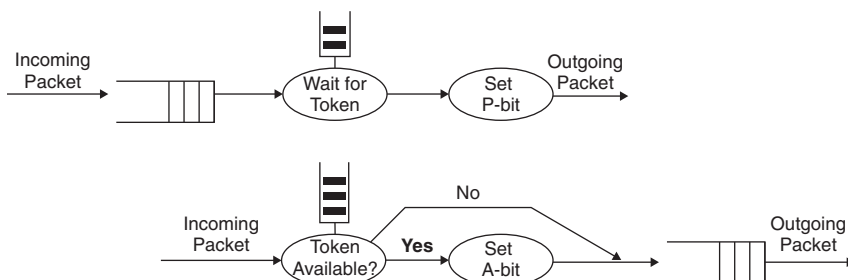 Incoming
Packet
Wait for
Token
Set
P-bit
Outgoing
Packet
Incoming
Packet
Token
Available?
No
Yes
Set
A-bit
Outgoing
Packet